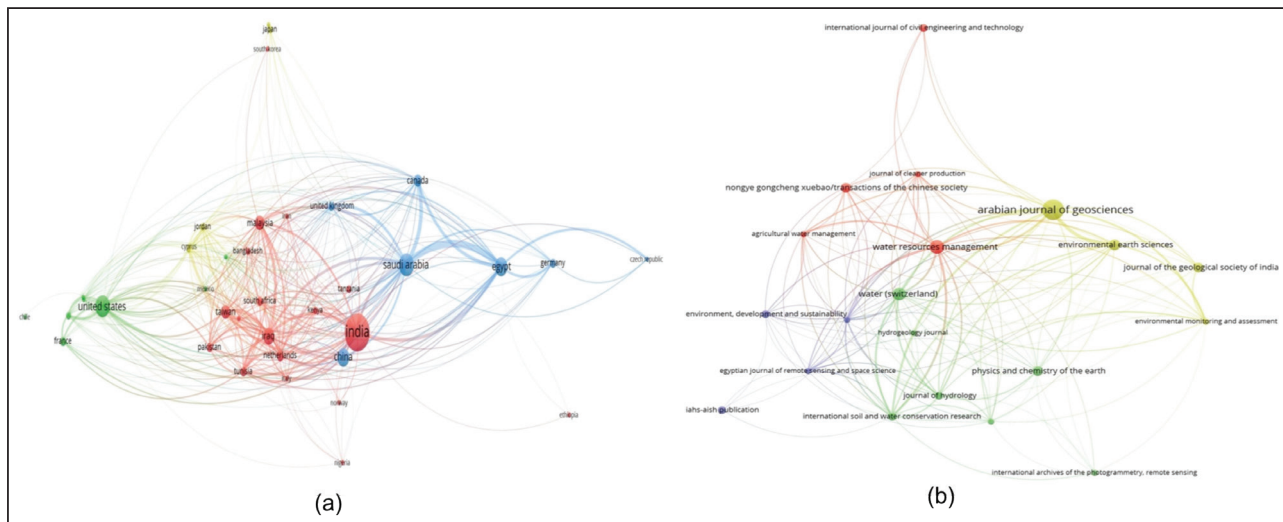 japan
south korea
canada
united kingdom
iran
malaysia
jordan
cyprus
bangladesh
saudi arabia
egypt
germany
czech republic
tanzania
south africa
united states
chile
france
taiwan
kenya
india
iraq
china
pakistan
netherlands
italy
norway
ethiopia
nigeria
(a)
international journal of civil engineering and technology
journal of cleaner production
nongye gongcheng xuebao/transactions of the chinese society
arabian journal of geosciences
agricultural water management
water resources management
environmental earth sciences
journal of the geological society of india
water (switzerland)
environment, development and sustainability
environmental monitoring and assessment
hydrogeology journal
egyptian journal of remote sensing and space science
physics and chemistry of the earth
journal of hydrology
iahs-aish publication
international soil and water conservation research
international archives of the photogrammetry, remote sensing
(b)